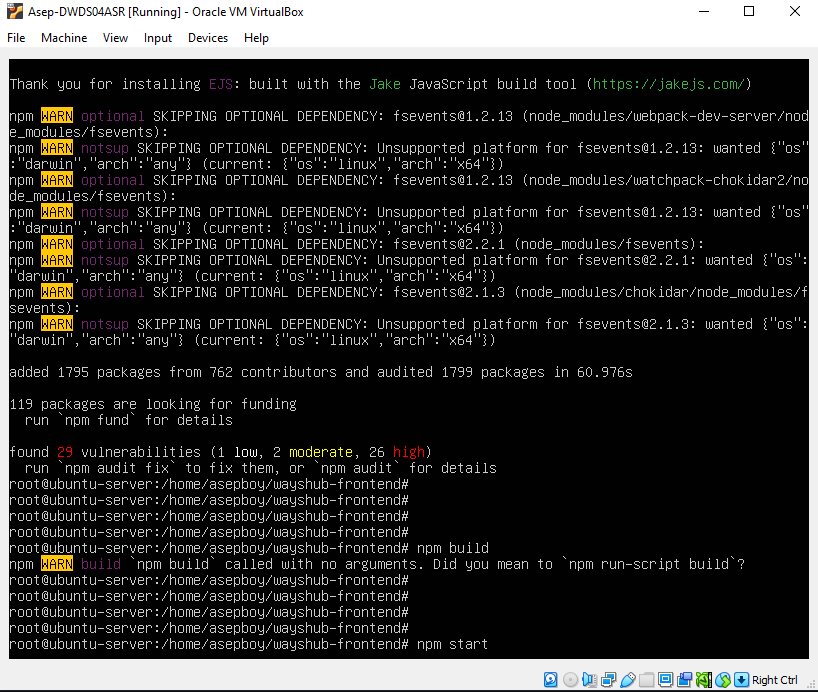 Asep-DWDS04ASR [Running] - Oracle VM VirtualBox
File Machine View Input Devices Help
Thank you for installing EJS: built with the Jake JavaScript build tool (https://jakejs.com/)
npm WARN optional SKIPPING OPTIONAL DEPENDENCY: fsevents@1.2.13 (node_modules/webpack-dev-server/nod
e_modules/fsevents):
npm WARN notsup SKIPPING OPTIONAL DEPENDENCY: Unsupported platform for fsevents@1.2.13: wanted {"os"
:"darwin","arch":"any"} (current: {"os":"linux","arch":"x64"})
npm WARN optional SKIPPING OPTIONAL DEPENDENCY: fsevents@1.2.13 (node_modules/watchpack-chokidar2/no
de_modules/fsevents):
npm WARN notsup SKIPPING OPTIONAL DEPENDENCY: Unsupported platform for fsevents@1.2.13: wanted {"os"
:"darwin","arch":"any"} (current: {"os":"linux","arch":"x64"})
npm WARN optional SKIPPING OPTIONAL DEPENDENCY: fsevents@2.2.1 (node_modules/fsevents):
npm WARN notsup SKIPPING OPTIONAL DEPENDENCY: Unsupported platform for fsevents@2.2.1: wanted {"os":
"darwin","arch":"any"} (current: {"os":"linux","arch":"x64"})
npm WARN optional SKIPPING OPTIONAL DEPENDENCY: fsevents@2.1.3 (node_modules/chokidar/node_modules/f
sevents):
npm WARN notsup SKIPPING OPTIONAL DEPENDENCY: Unsupported platform for fsevents@2.1.3: wanted {"os":
"darwin","arch":"any"} (current: {"os":"linux","arch":"x64"})
added 1795 packages from 762 contributors and audited 1799 packages in 60.976s
119 packages are looking for funding
run `npm fund` for details
found 29 vulnerabilities (1 low, 2 moderate, 26 high)
run `npm audit fix` to fix them, or `npm audit` for details
root@ubuntu-server:/home/asepboy/wayshub-frontend#
root@ubuntu-server:/home/asepboy/wayshub-frontend#
root@ubuntu-server:/home/asepboy/wayshub-frontend#
root@ubuntu-server:/home/asepboy/wayshub-frontend#
root@ubuntu-server:/home/asepboy/wayshub-frontend# npm build
npm WARN build `npm build` called with no arguments. Did you mean to `npm run-script build`?
root@ubuntu-server:/home/asepboy/wayshub-frontend#
root@ubuntu-server:/home/asepboy/wayshub-frontend#
root@ubuntu-server:/home/asepboy/wayshub-frontend#
root@ubuntu-server:/home/asepboy/wayshub-frontend#
root@ubuntu-server:/home/asepboy/wayshub-frontend# npm start
Right Ctrl